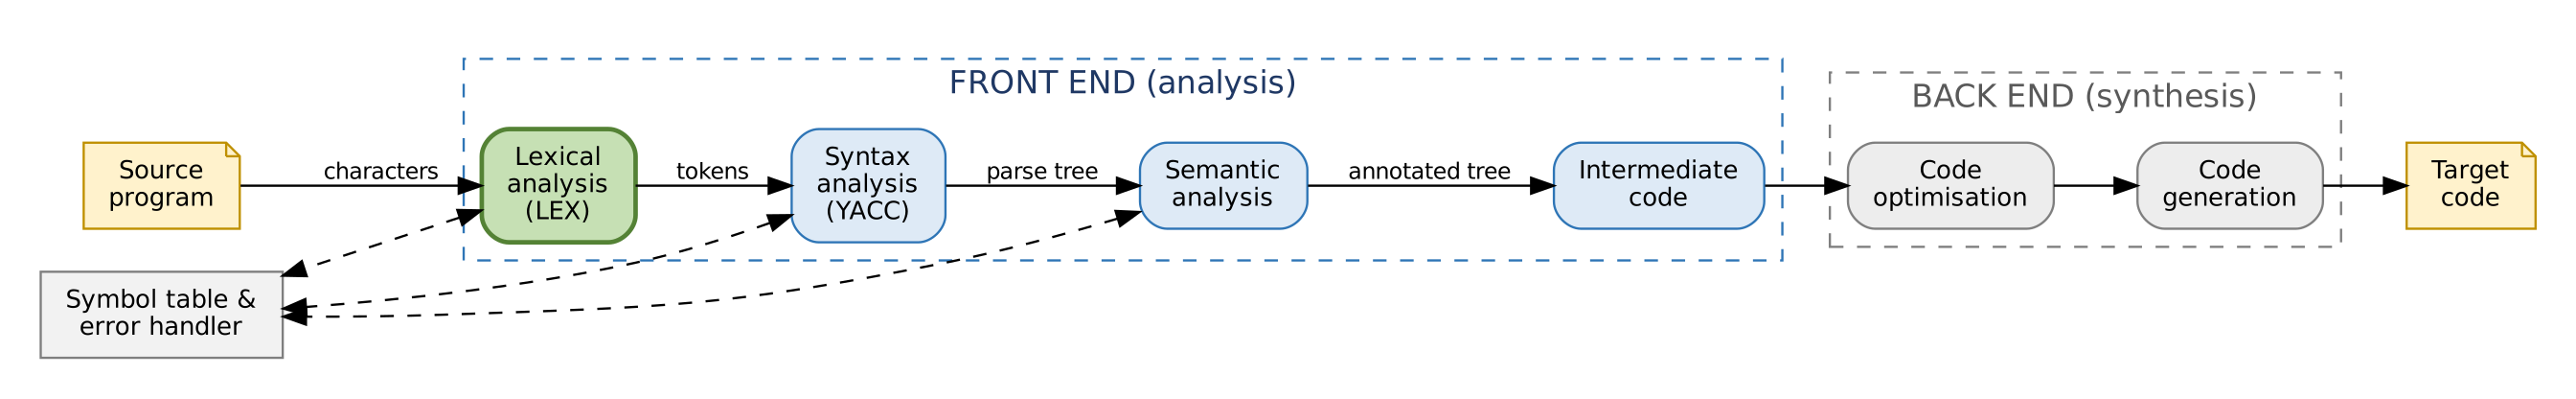 FRONT END (analysis)
BACK END (synthesis)
Source
program
characters
Lexical
analysis
(LEX)
tokens
Syntax
analysis
(YACC)
parse tree
Semantic
analysis
annotated tree
Intermediate
code
Code
optimisation
Code
generation
Target
code
Symbol table &
error handler